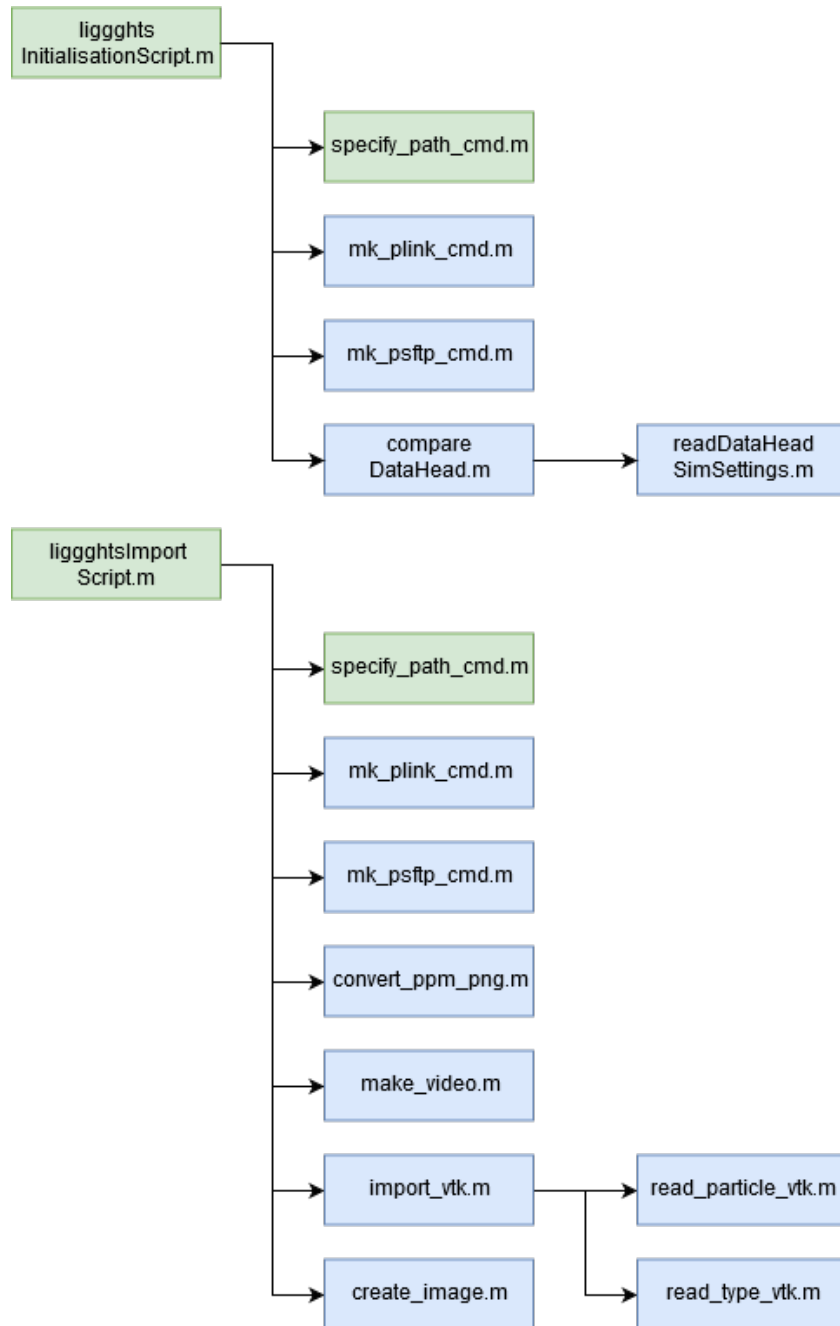 liggghts
InitialisationScript.m
specify_path_cmd.m
mk_plink_cmd.m
mk_psftp_cmd.m
compare
DataHead.m
readDataHead
SimSettings.m
liggghtsImport
Script.m
specify_path_cmd.m
mk_plink_cmd.m
mk_psftp_cmd.m
convert_ppm_png.m
make_video.m
import_vtk.m
read_particle_vtk.m
create_image.m
read_type_vtk.m